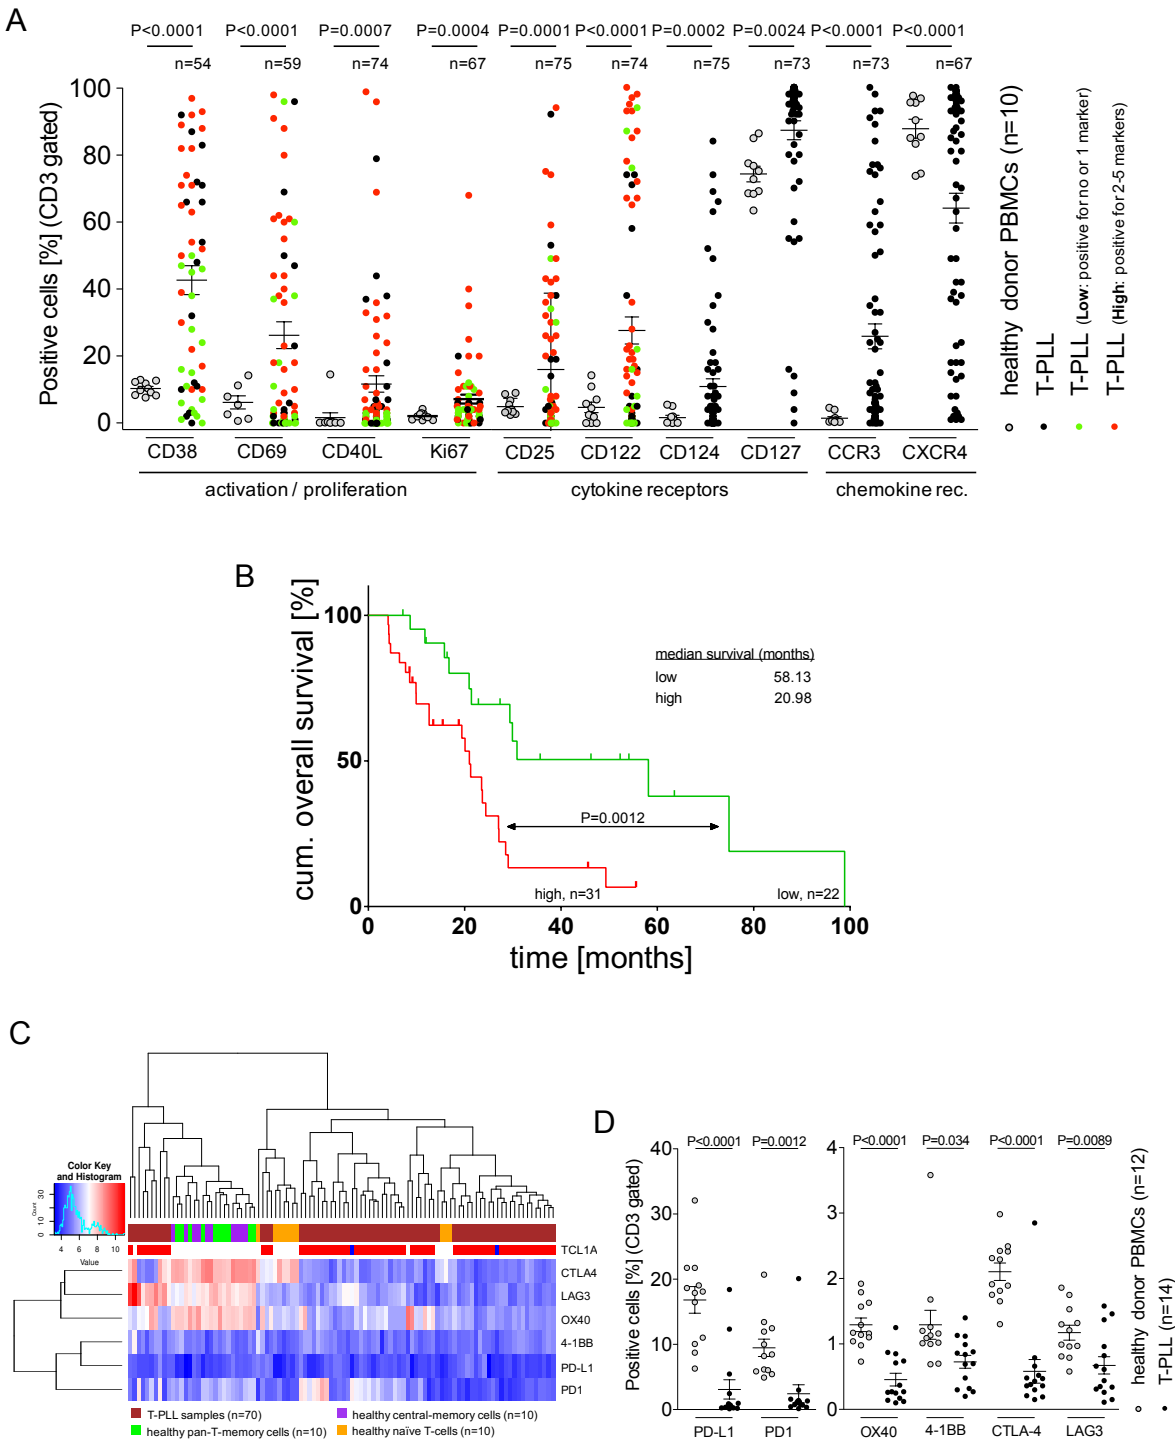 A
P<0.0001 P<0.0001 P=0.0007 P=0.0004 P=0.0001 P<0.0001 P=0.0002 P=0.0024 P<0.0001 P<0.0001
n=54 n=59 n=74 n=67 n=75 n=74 n=75 n=73 n=73 n=67
Positive cells [%] (CD3 gated)
100
80
60
40
20
0
CD38 CD69 CD40L Ki67 CD25 CD122 CD124 CD127 CCR3 CXCR4
activation / proliferation cytokine receptors chemokine rec.
healthy donor PBMCs (n=10)
T-PLL
T-PLL (Low: positive for no or 1 marker)
T-PLL (High: positive for 2-5 markers)
B
cum. overall survival [%]
100
50
0
median survival (months)
low 58.13
high 20.98
P=0.0012
high, n=31 low, n=22
0 20 40 60 80 100
time [months]
C
Color Key
and Histogram
Count
0 10 30
4 6 8 10
Value
TCL1A
CTLA4
LAG3
OX40
4-1BB
PD-L1
PD1
T-PLL samples (n=70) healthy central-memory cells (n=10)
healthy pan-T-memory cells (n=10) healthy naïve T-cells (n=10)
D
P<0.0001 P=0.0012 P<0.0001 P=0.034 P<0.0001 P=0.0089
Positive cells [%] (CD3 gated)
40
30
20
10
0
PD-L1 PD1
4
3
2
1
0
OX40 4-1BB CTLA-4 LAG3
healthy donor PBMCs (n=12)
T-PLL (n=14)